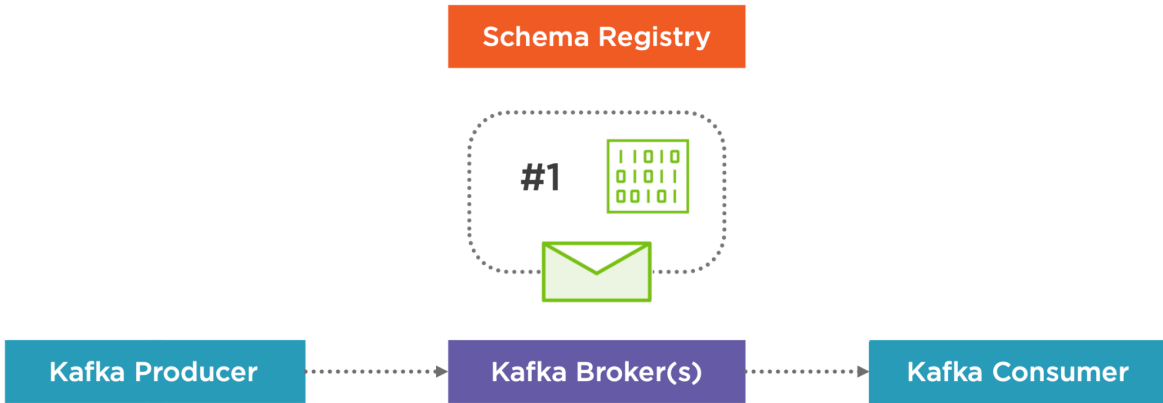 Schema Registry
#1
11010
01011
00101
Kafka Producer
Kafka Broker(s)
Kafka Consumer